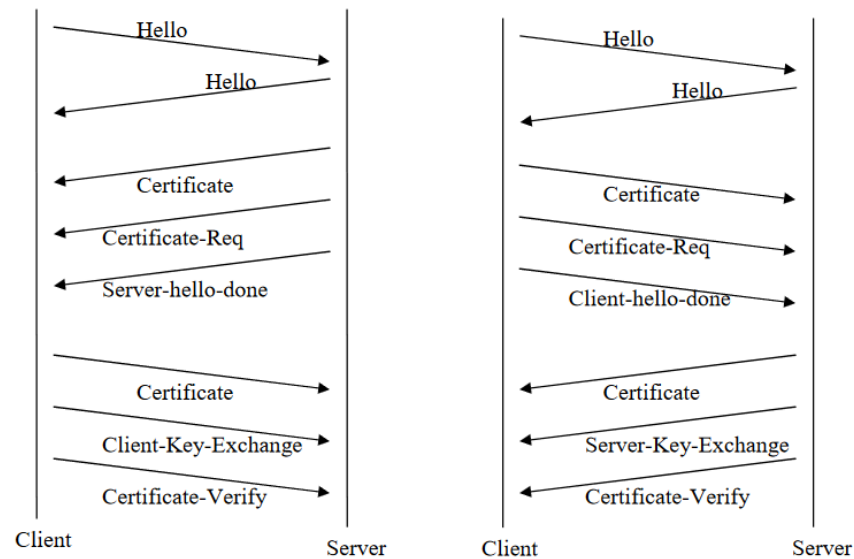 Hello
Hello
Certificate
Certificate-Req
Server-hello-done
Certificate
Client-Key-Exchange
Certificate-Verify
Client
Server
Hello
Hello
Certificate
Certificate-Req
Client-hello-done
Certificate
Server-Key-Exchange
Certificate-Verify
Client
Server